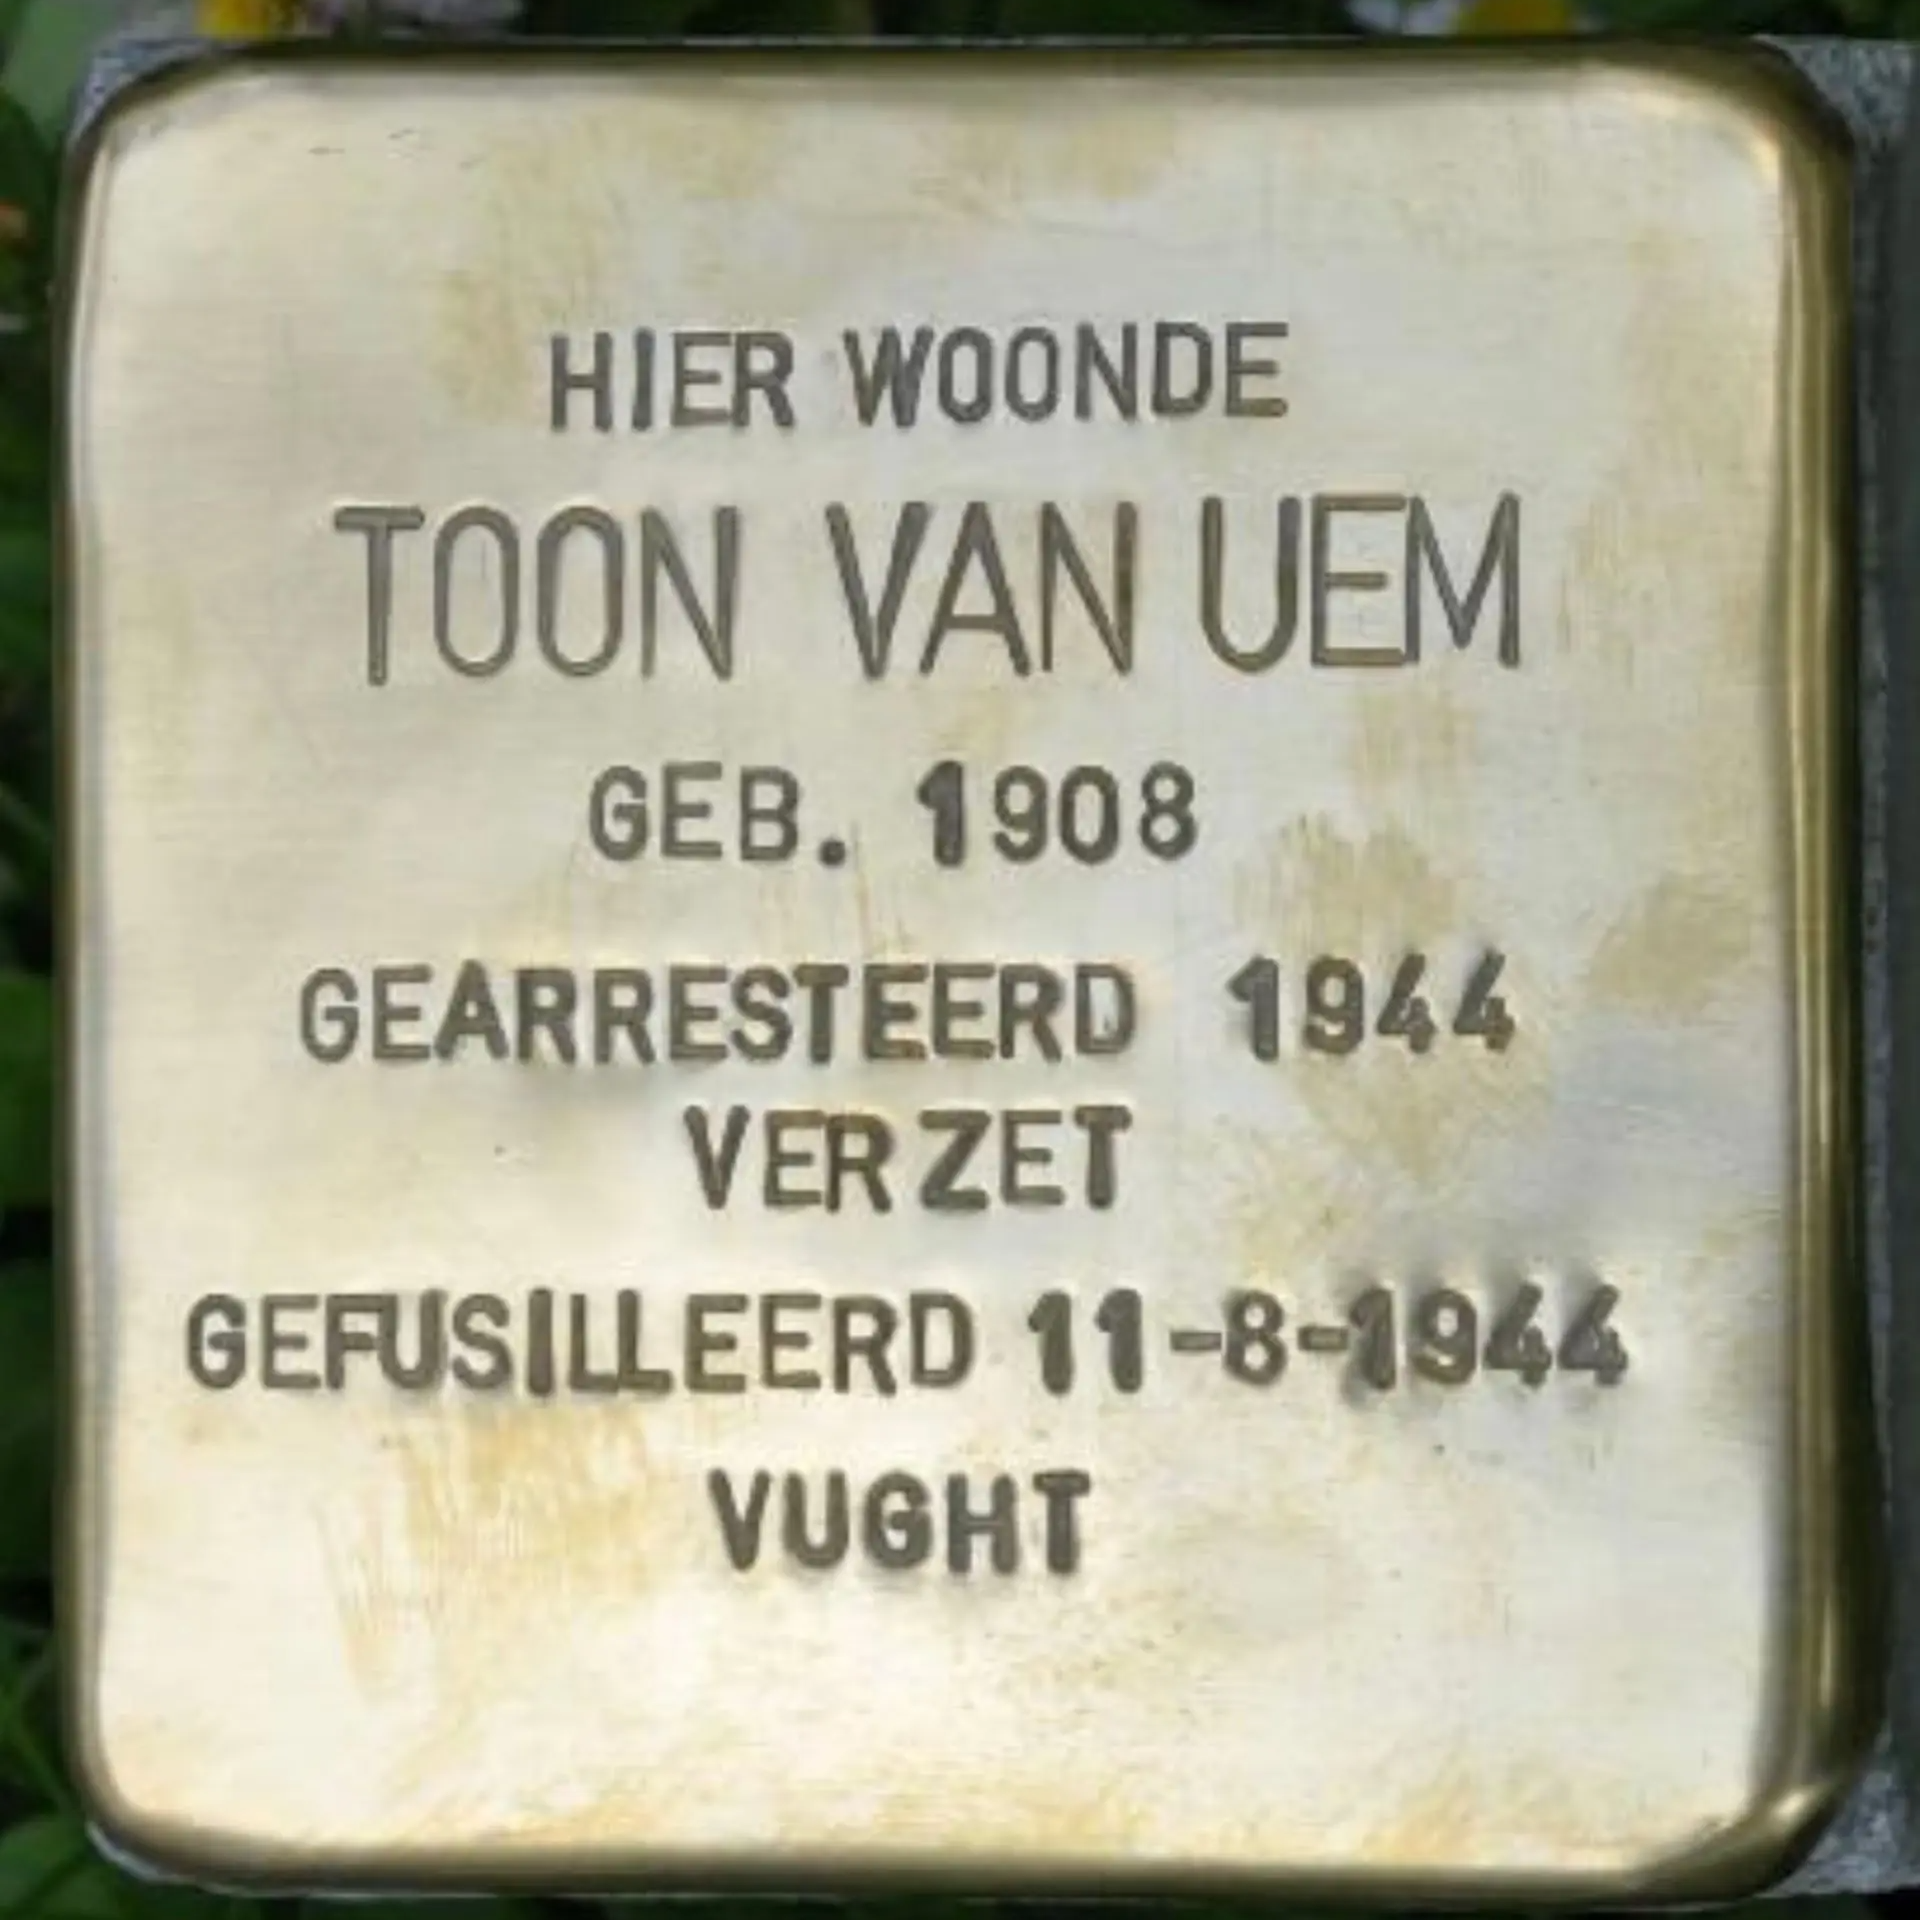 HIER WOONDE
TOON VAN UEM
GEB. 1908
GEARRESTEERD 1944
VERZET
GEFUSILLEERD 11-8-1944
VUGHT